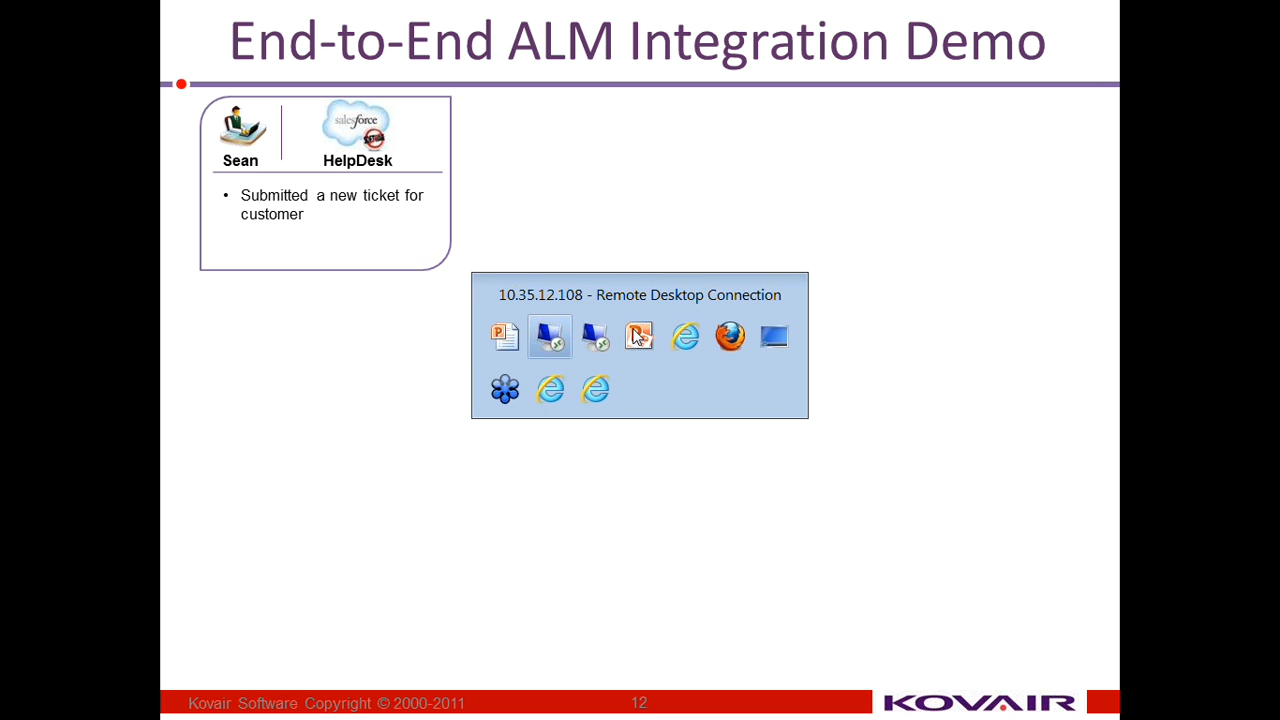 End-to-End ALM Integration Demo
salesforce
Sean
HelpDesk
• Submitted a new ticket for
customer
10.35.12.108 - Remote Desktop Connection
Kovair Software Copyright © 2000-2011
12
KOVAIR